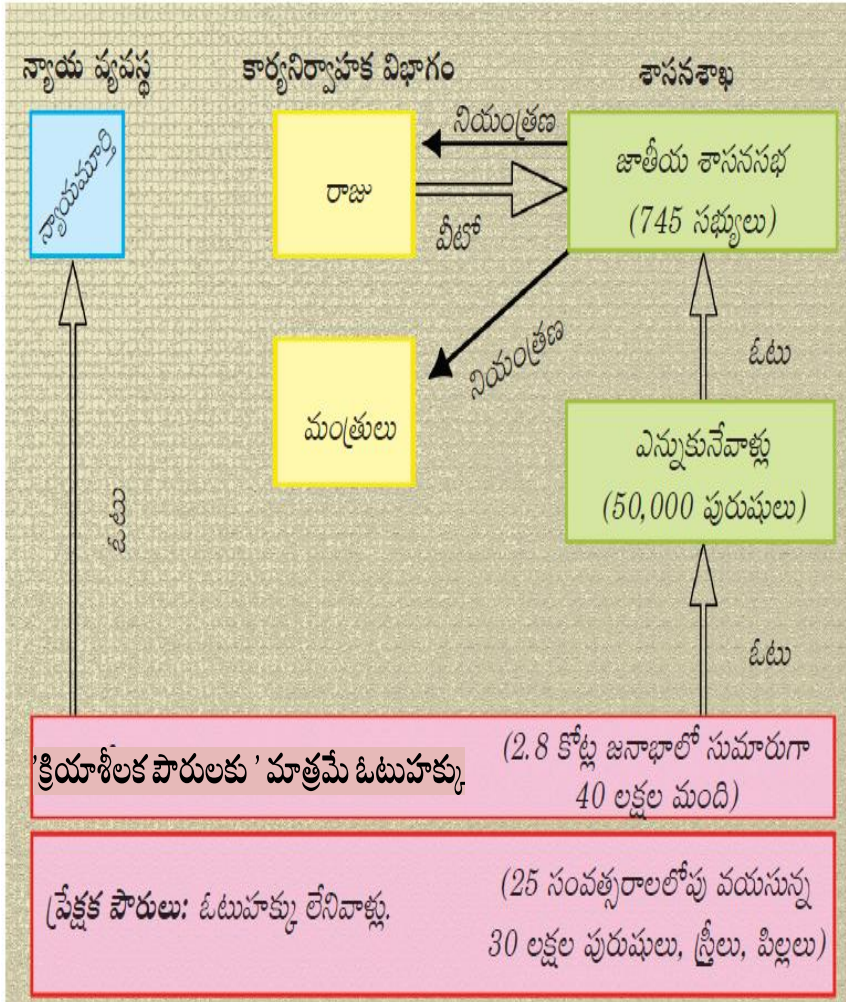 న్యాయ వ్యవస్థ
కార్యనిర్వాహక విభాగం
శాసనశాఖ
న్యాయమూర్తి
రాజు
నియంత్రణ
వీటో
జాతీయ శాసనసభ
(745 సభ్యులు)
నియంత్రణ
మంత్రులు
ఓటు
ఎన్నుకునేవాళ్లు
(50,000 పురుషులు)
ఓటు
ఓటు
'క్రియాశీలక పౌరులకు ' మాత్రమే ఓటుహక్కు
(2.8 కోట్ల జనాభాలో సుమారుగా
40 లక్షల మంది)
ప్రేక్షక పౌరులు: ఓటుహక్కు లేనివాళ్లు.
(25 సంవత్సరాలలోపు వయసున్న
30 లక్షల పురుషులు, స్త్రీలు, పిల్లలు)